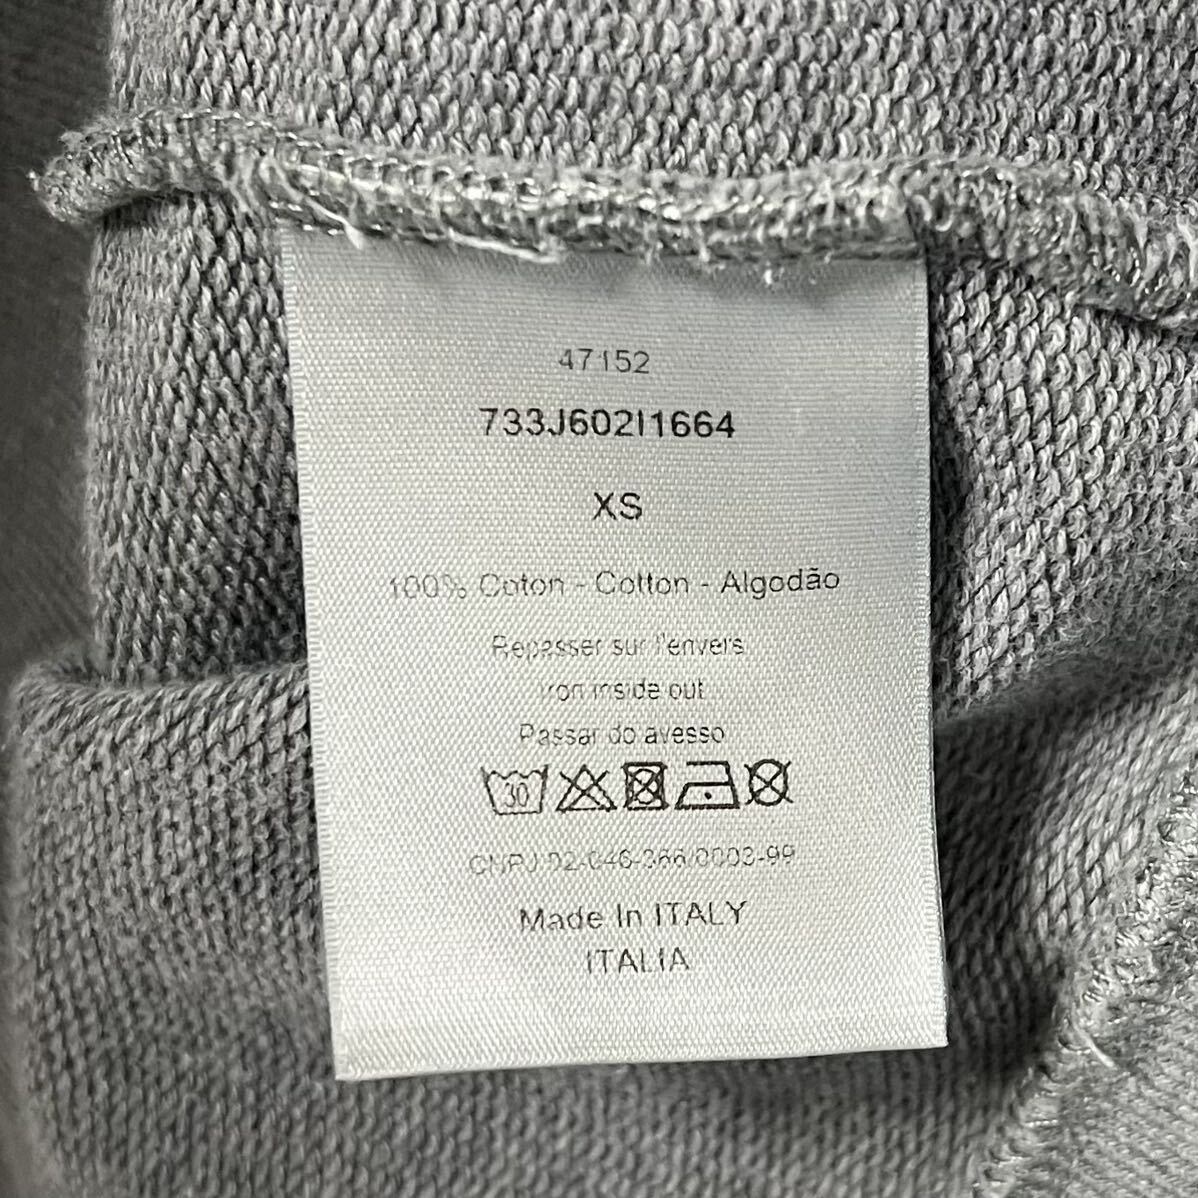 47152
733J602I1664
XS
100% Coton - Cotton - Algodão
Repasser sur l'envers
Iron inside out
Passar do avesso
30
CNPJ 02-046-366/0003-99
Made In ITALY
ITALIA